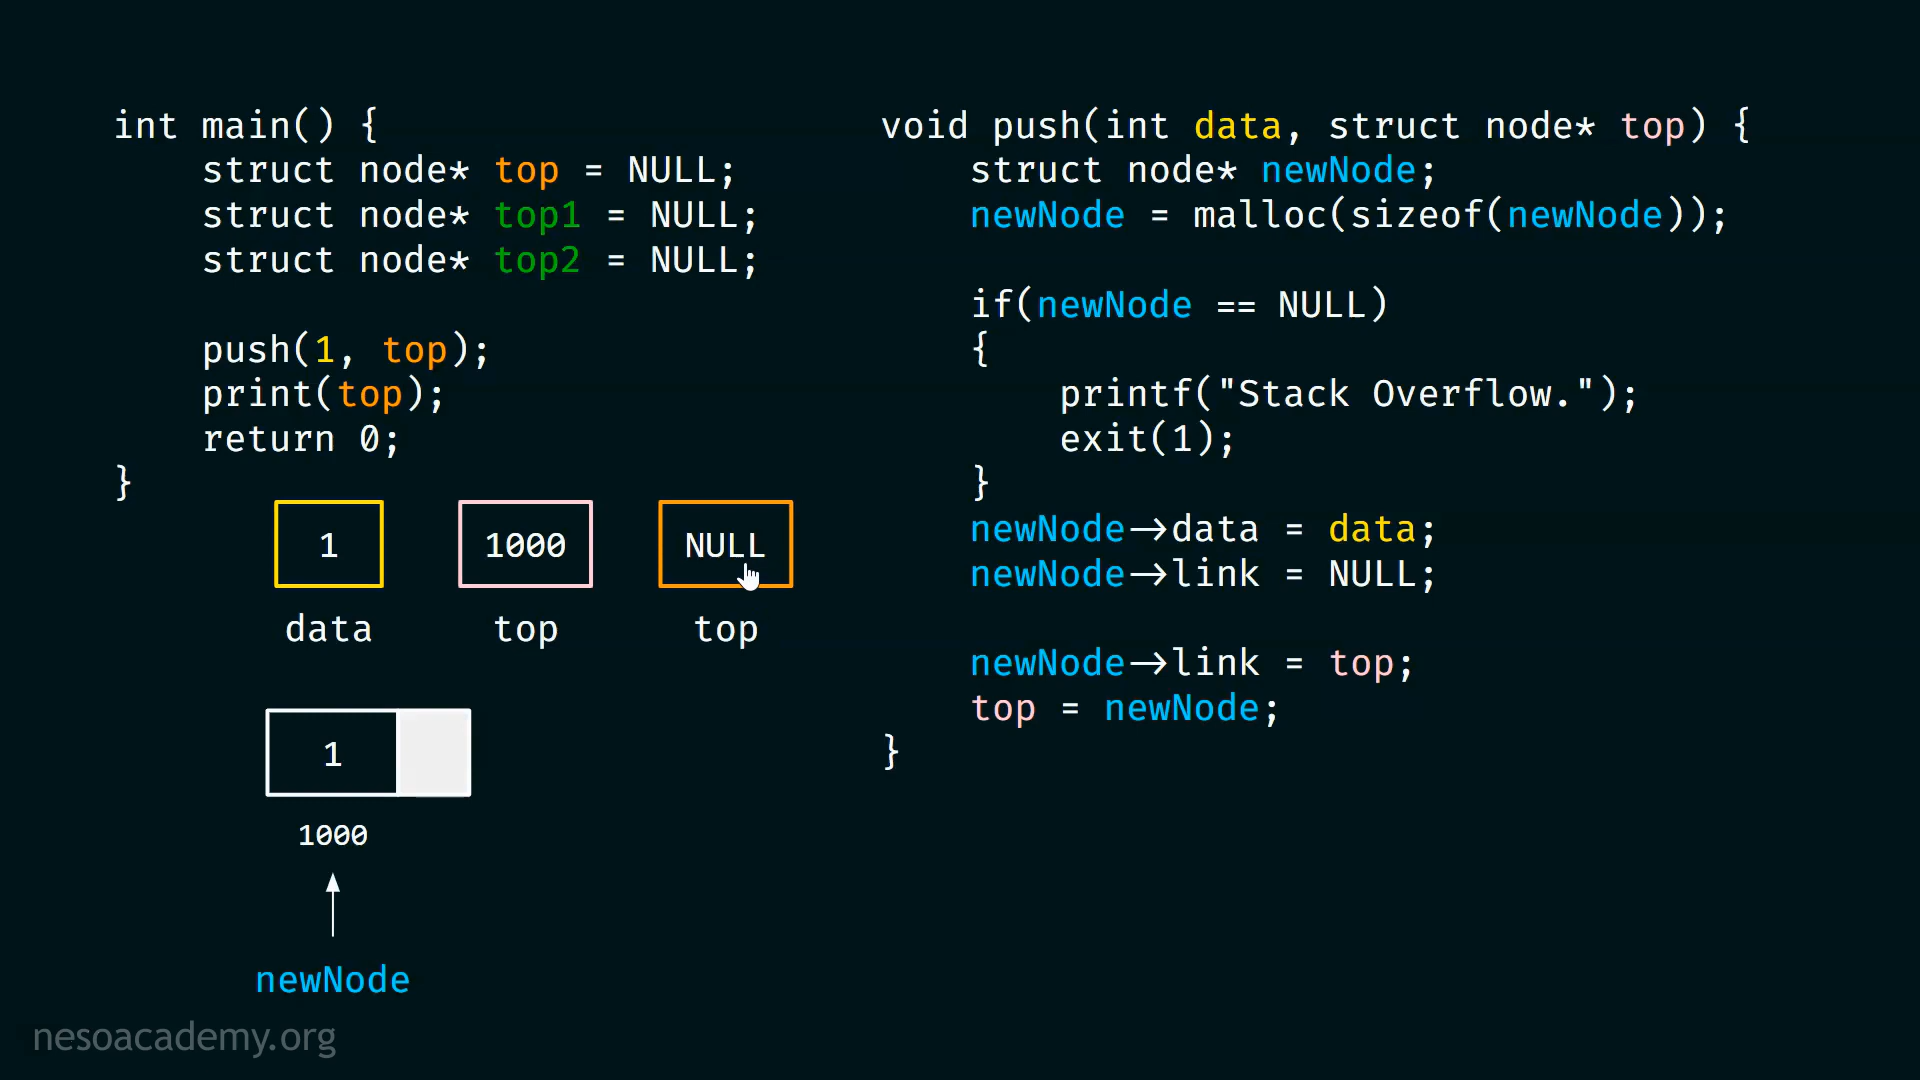 int main() {
    struct node* top = NULL;
    struct node* top1 = NULL;
    struct node* top2 = NULL;

    push(1, top);
    print(top);
    return 0;
}
1
data
1000
top
NULL
top
1
1000
newNode
void push(int data, struct node* top) {
    struct node* newNode;
    newNode = malloc(sizeof(newNode));

    if(newNode == NULL)
    {
        printf("Stack Overflow.");
        exit(1);
    }
    newNode->data = data;
    newNode->link = NULL;

    newNode->link = top;
    top = newNode;
}
nesoacademy.org